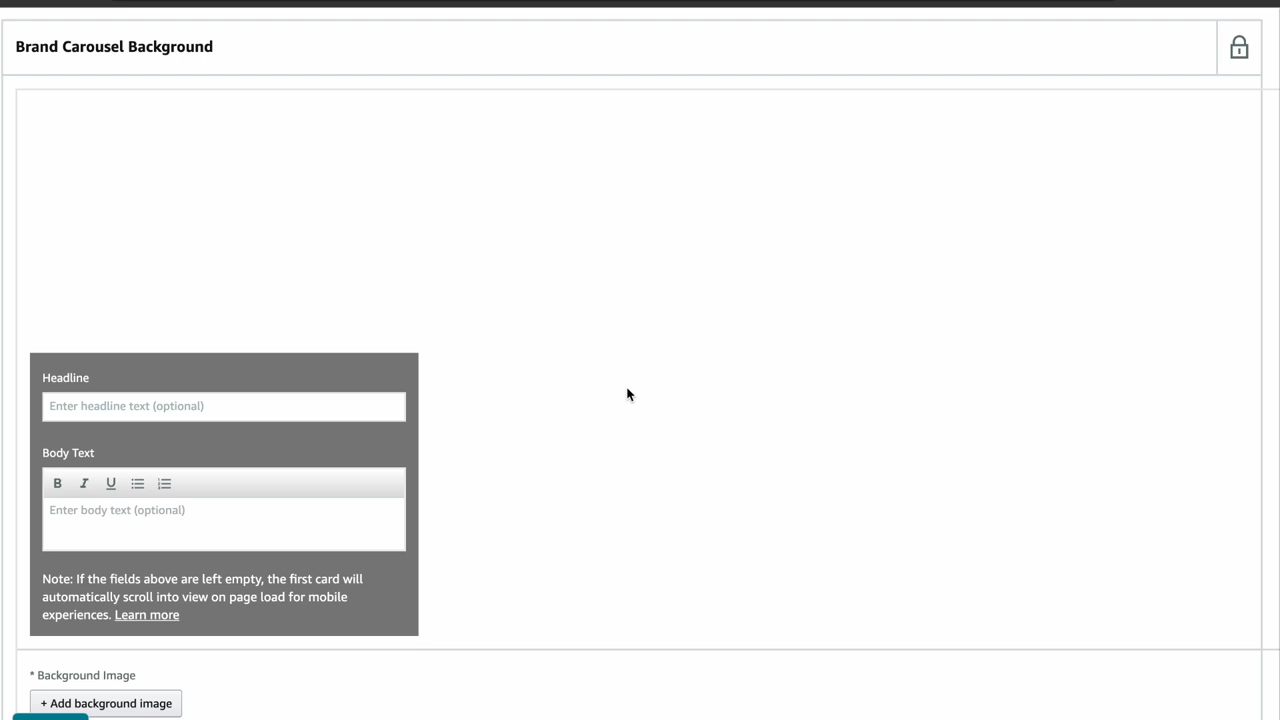 Brand Carousel Background
Headline
Enter headline text (optional)
Body Text
B I U
Enter body text (optional)
Note: If the fields above are left empty, the first card will
automatically scroll into view on page load for mobile
experiences. Learn more
* Background Image
+ Add background image